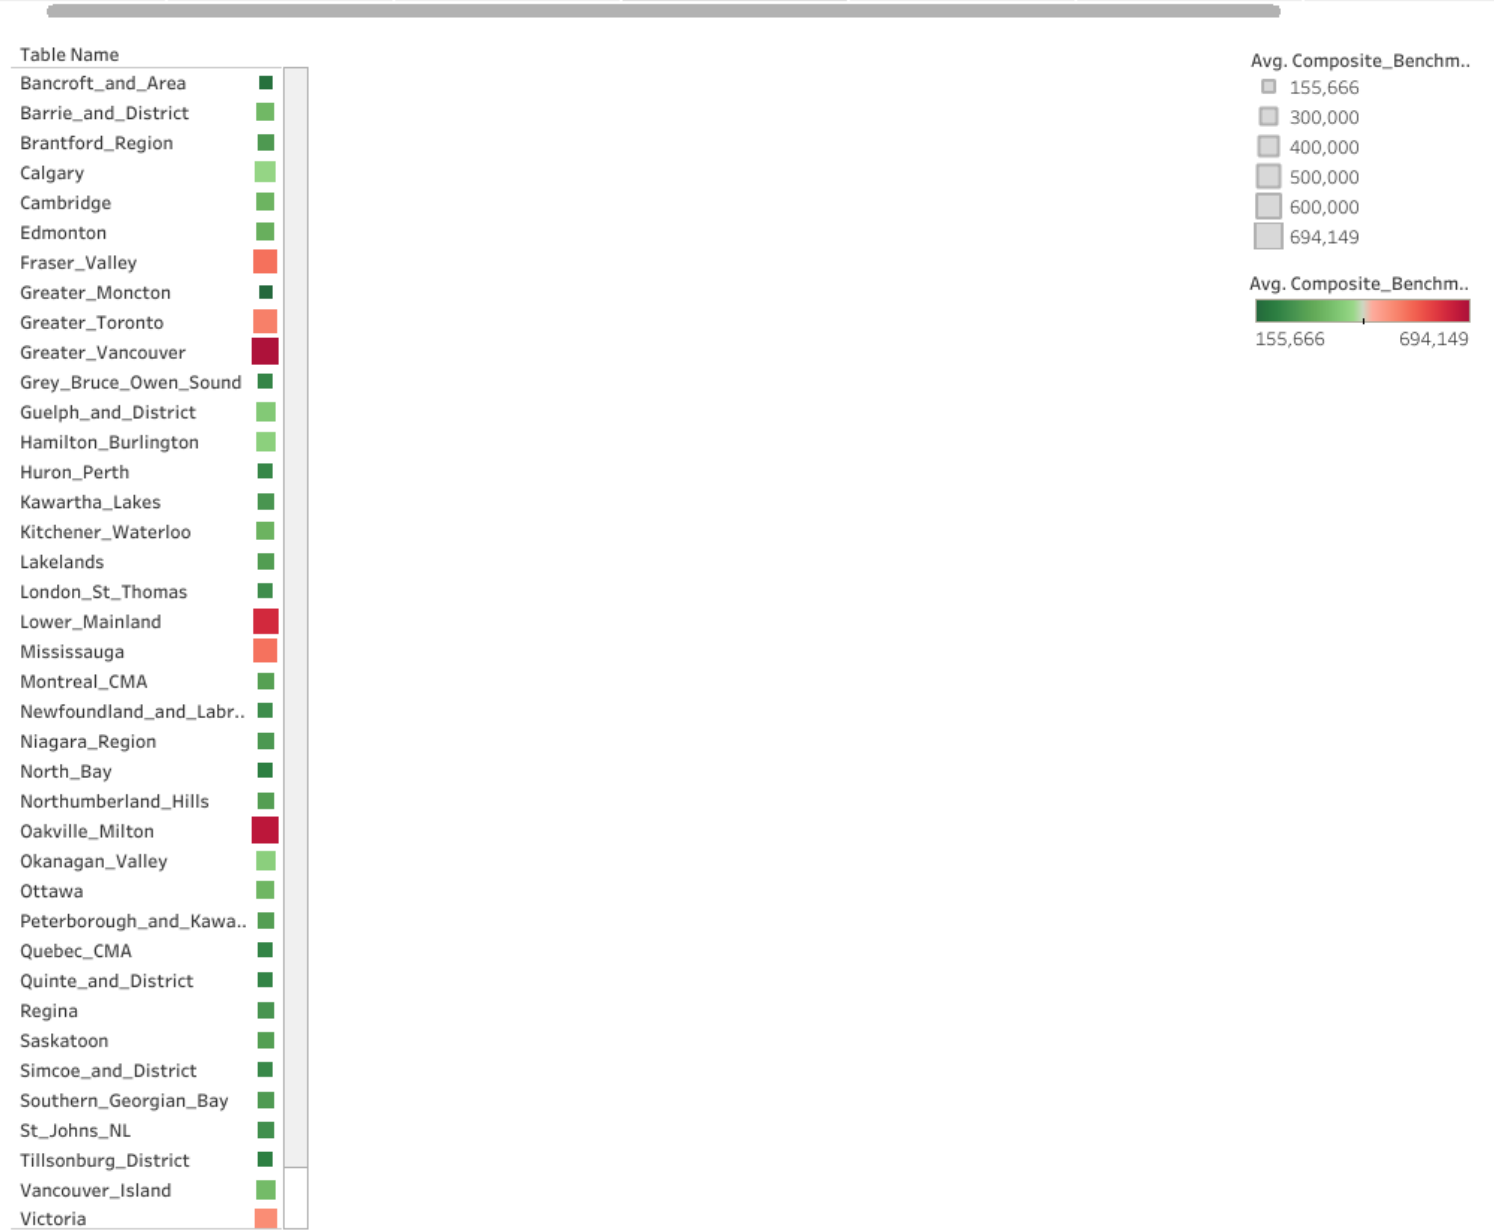 Table Name
Bancroft_and_Area
Barrie_and_District
Brantford_Region
Calgary
Cambridge
Edmonton
Fraser_Valley
Greater_Moncton
Greater_Toronto
Greater_Vancouver
Grey_Bruce_Owen_Sound
Guelph_and_District
Hamilton_Burlington
Huron_Perth
Kawartha_Lakes
Kitchener_Waterloo
Lakelands
London_St_Thomas
Lower_Mainland
Mississauga
Montreal_CMA
Newfoundland_and_Labr..
Niagara_Region
North_Bay
Northumberland_Hills
Oakville_Milton
Okanagan_Valley
Ottawa
Peterborough_and_Kawa..
Quebec_CMA
Quinte_and_District
Regina
Saskatoon
Simcoe_and_District
Southern_Georgian_Bay
St_Johns_NL
Tillsonburg_District
Vancouver_Island
Victoria
Avg. Composite_Benchm..
155,666
300,000
400,000
500,000
600,000
694,149
Avg. Composite_Benchm..
155,666 694,149